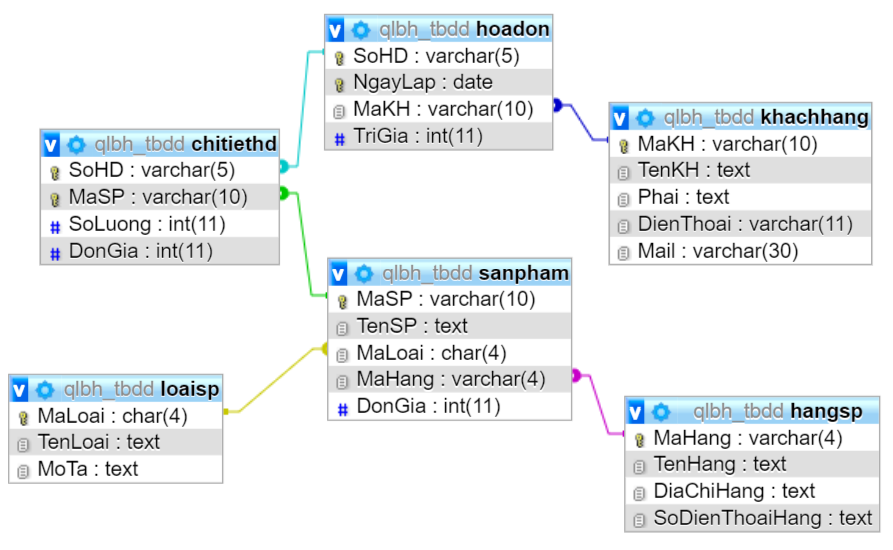 qlbh_tbdd hoadon
SoHD : varchar(5)
NgayLap : date
MaKH : varchar(10)
TriGia : int(11)
qlbh_tbdd khachhang
MaKH : varchar(10)
TenKH : text
Phai : text
DienThoai : varchar(11)
Mail : varchar(30)
qlbh_tbdd chitiethd
SoHD : varchar(5)
MaSP : varchar(10)
SoLuong : int(11)
DonGia : int(11)
qlbh_tbdd sanpham
MaSP : varchar(10)
TenSP : text
MaLoai : char(4)
MaHang : varchar(4)
DonGia : int(11)
qlbh_tbdd loaisp
MaLoai : char(4)
TenLoai : text
MoTa : text
qlbh_tbdd hangsp
MaHang : varchar(4)
TenHang : text
DiaChiHang : text
SoDienThoaiHang : text